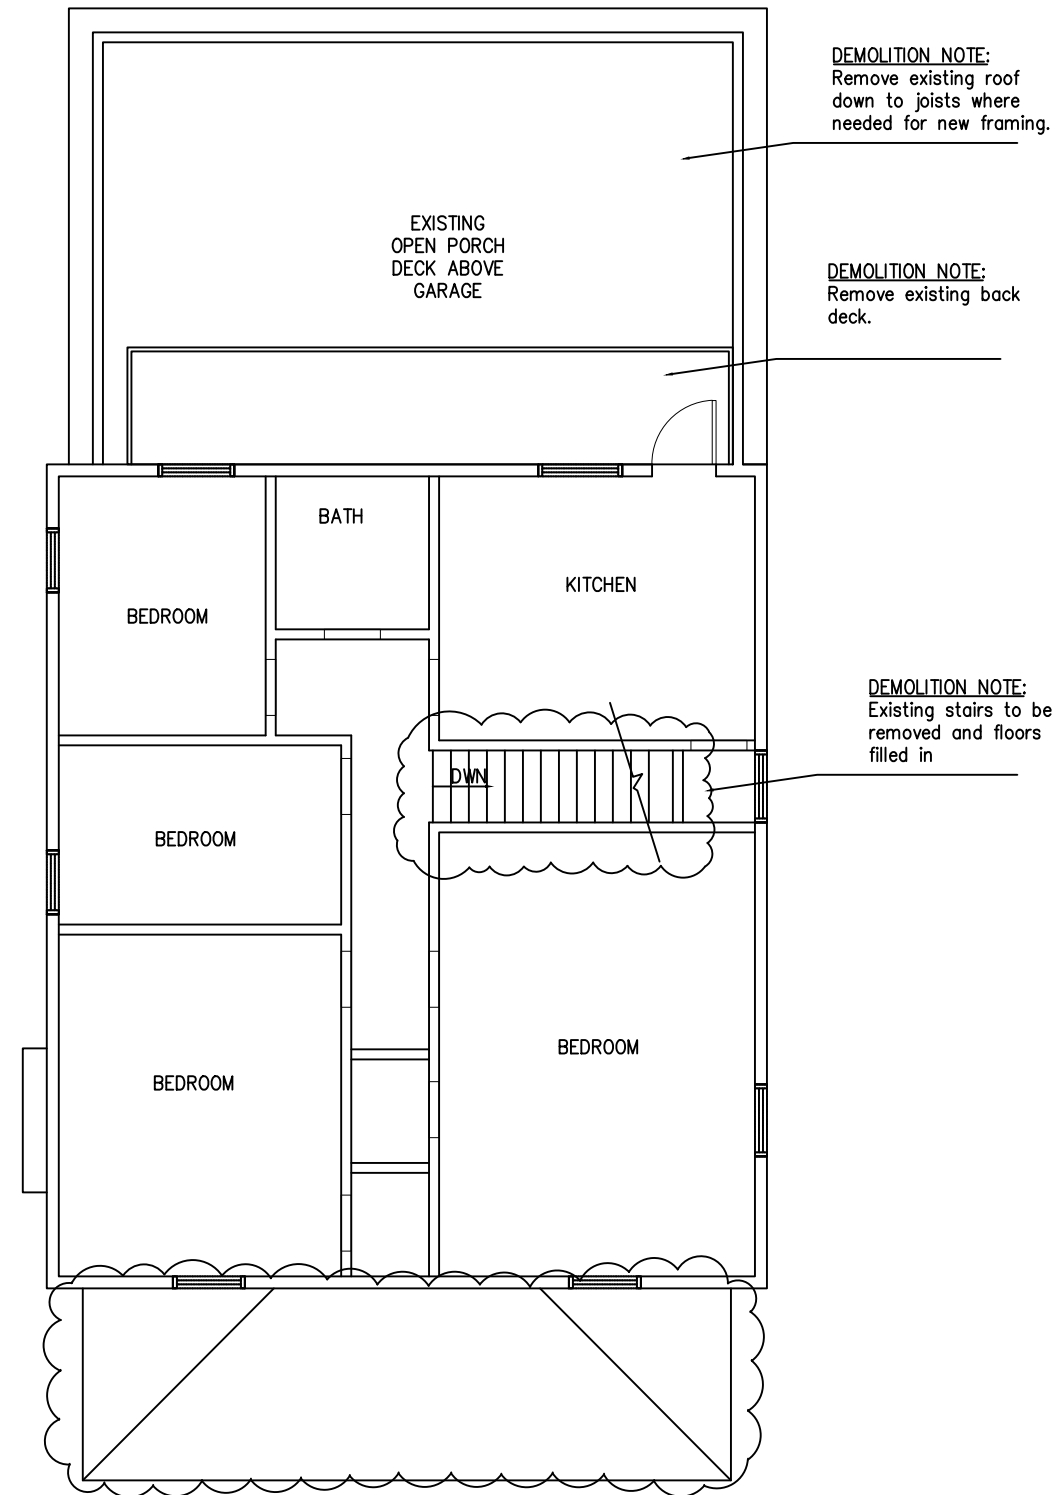 DEMOLITION NOTE:
Remove existing roof
down to joists where
needed for new framing.
EXISTING
OPEN PORCH
DECK ABOVE
GARAGE
DEMOLITION NOTE:
Remove existing back
deck.
BATH
KITCHEN
BEDROOM
DEMOLITION NOTE:
Existing stairs to be
removed and floors
filled in
DWN
BEDROOM
BEDROOM
BEDROOM